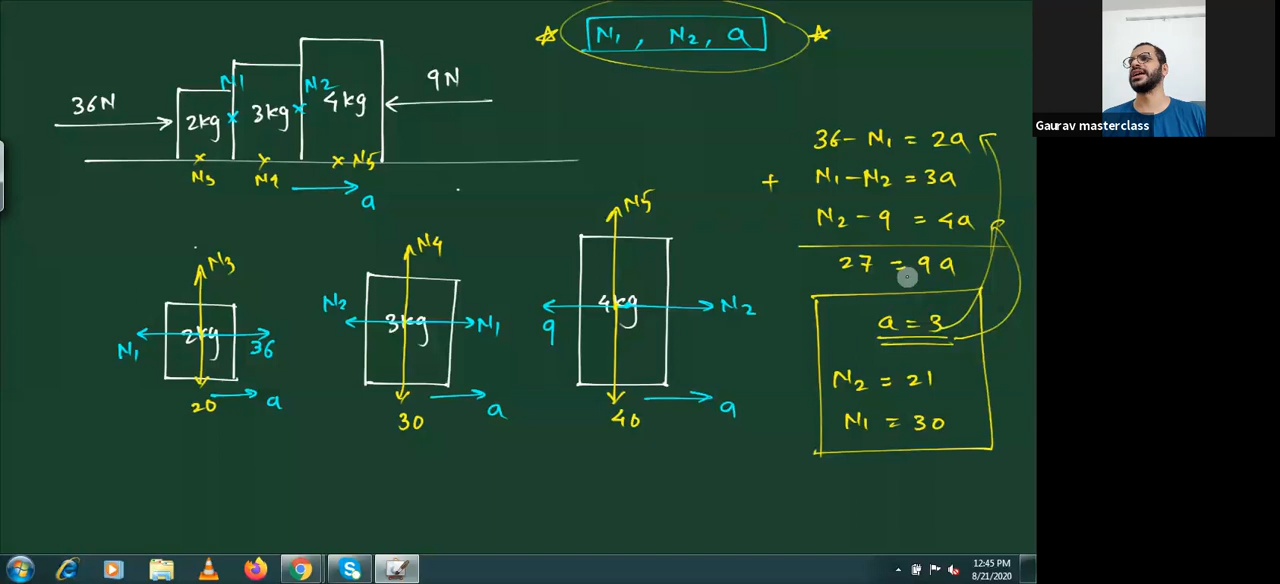 N1 , N2, a
36N
N1
N2
9N
2kg
3kg
4kg
N3
N4
N5
a
36-N1 = 2a
+ N1-N2 = 3a
N2-9 = 4a
27 = 9a
a = 3
N2 = 21
N1 = 30
N3
N1
2kg
36
20
a
N4
N2
3kg
N1
30
a
N5
9
4kg
N2
40
a
Gaurav masterclass
12:45 PM
8/21/2020